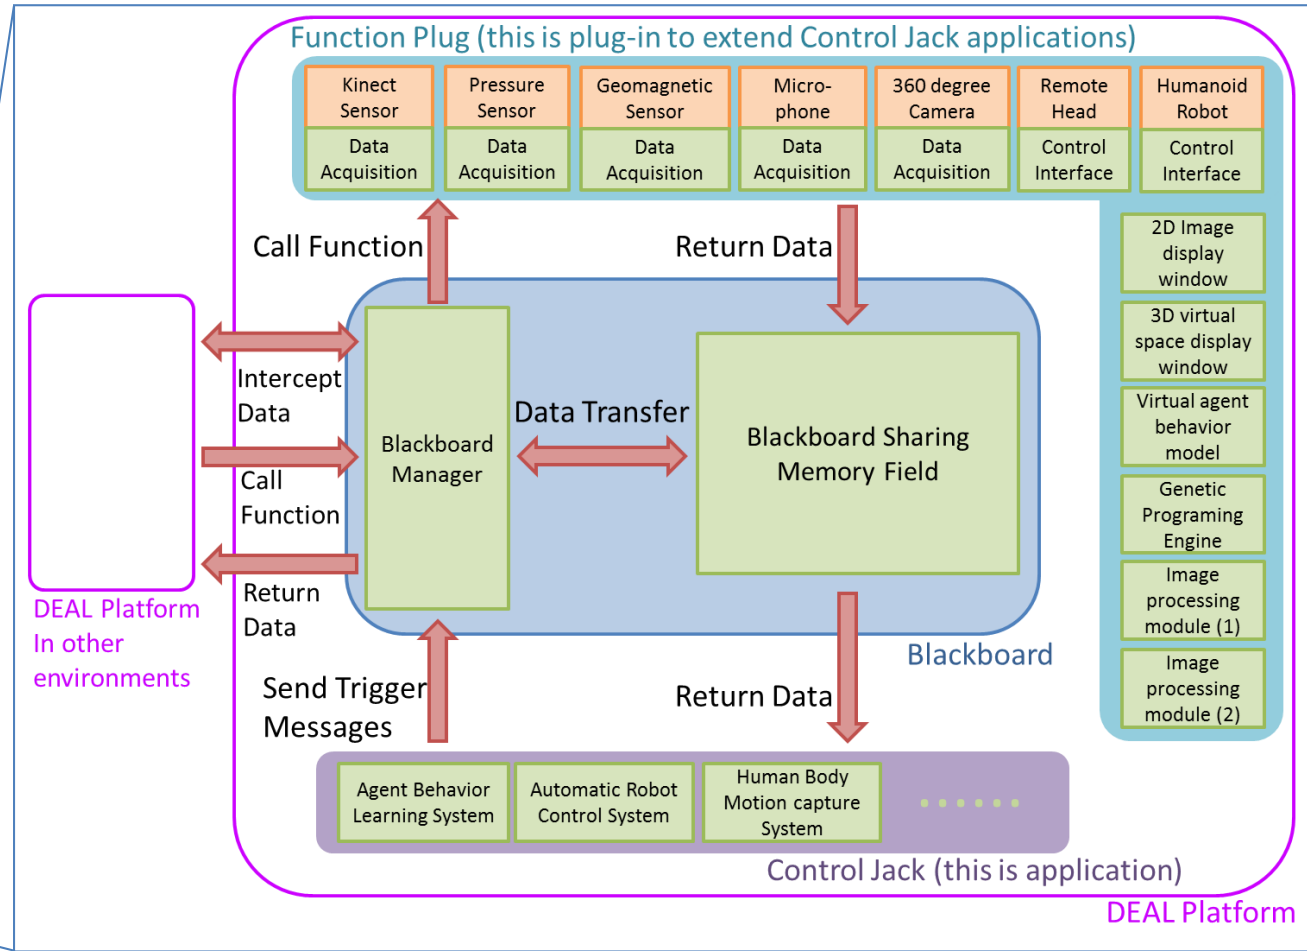 Function Plug (this is plug-in to extend Control Jack applications)
Kinect
Sensor
Pressure
Sensor
Geomagnetic
Sensor
Micro-
phone
360 degree
Camera
Remote
Head
Humanoid
Robot
Data
Acquisition
Data
Acquisition
Data
Acquisition
Data
Acquisition
Data
Acquisition
Control
Interface
Control
Interface
2D Image
display
window
3D virtual
space display
window
Virtual agent
behavior
model
Genetic
Programing
Engine
Image
processing
module (1)
Image
processing
module (2)
Call Function
Return Data
Intercept
Data
Call
Function
Return
Data
Blackboard
Manager
Data Transfer
Blackboard Sharing
Memory Field
Blackboard
DEAL Platform
In other
environments
Send Trigger
Messages
Return Data
Agent Behavior
Learning System
Automatic Robot
Control System
Human Body
Motion capture
System
......
Control Jack (this is application)
DEAL Platform